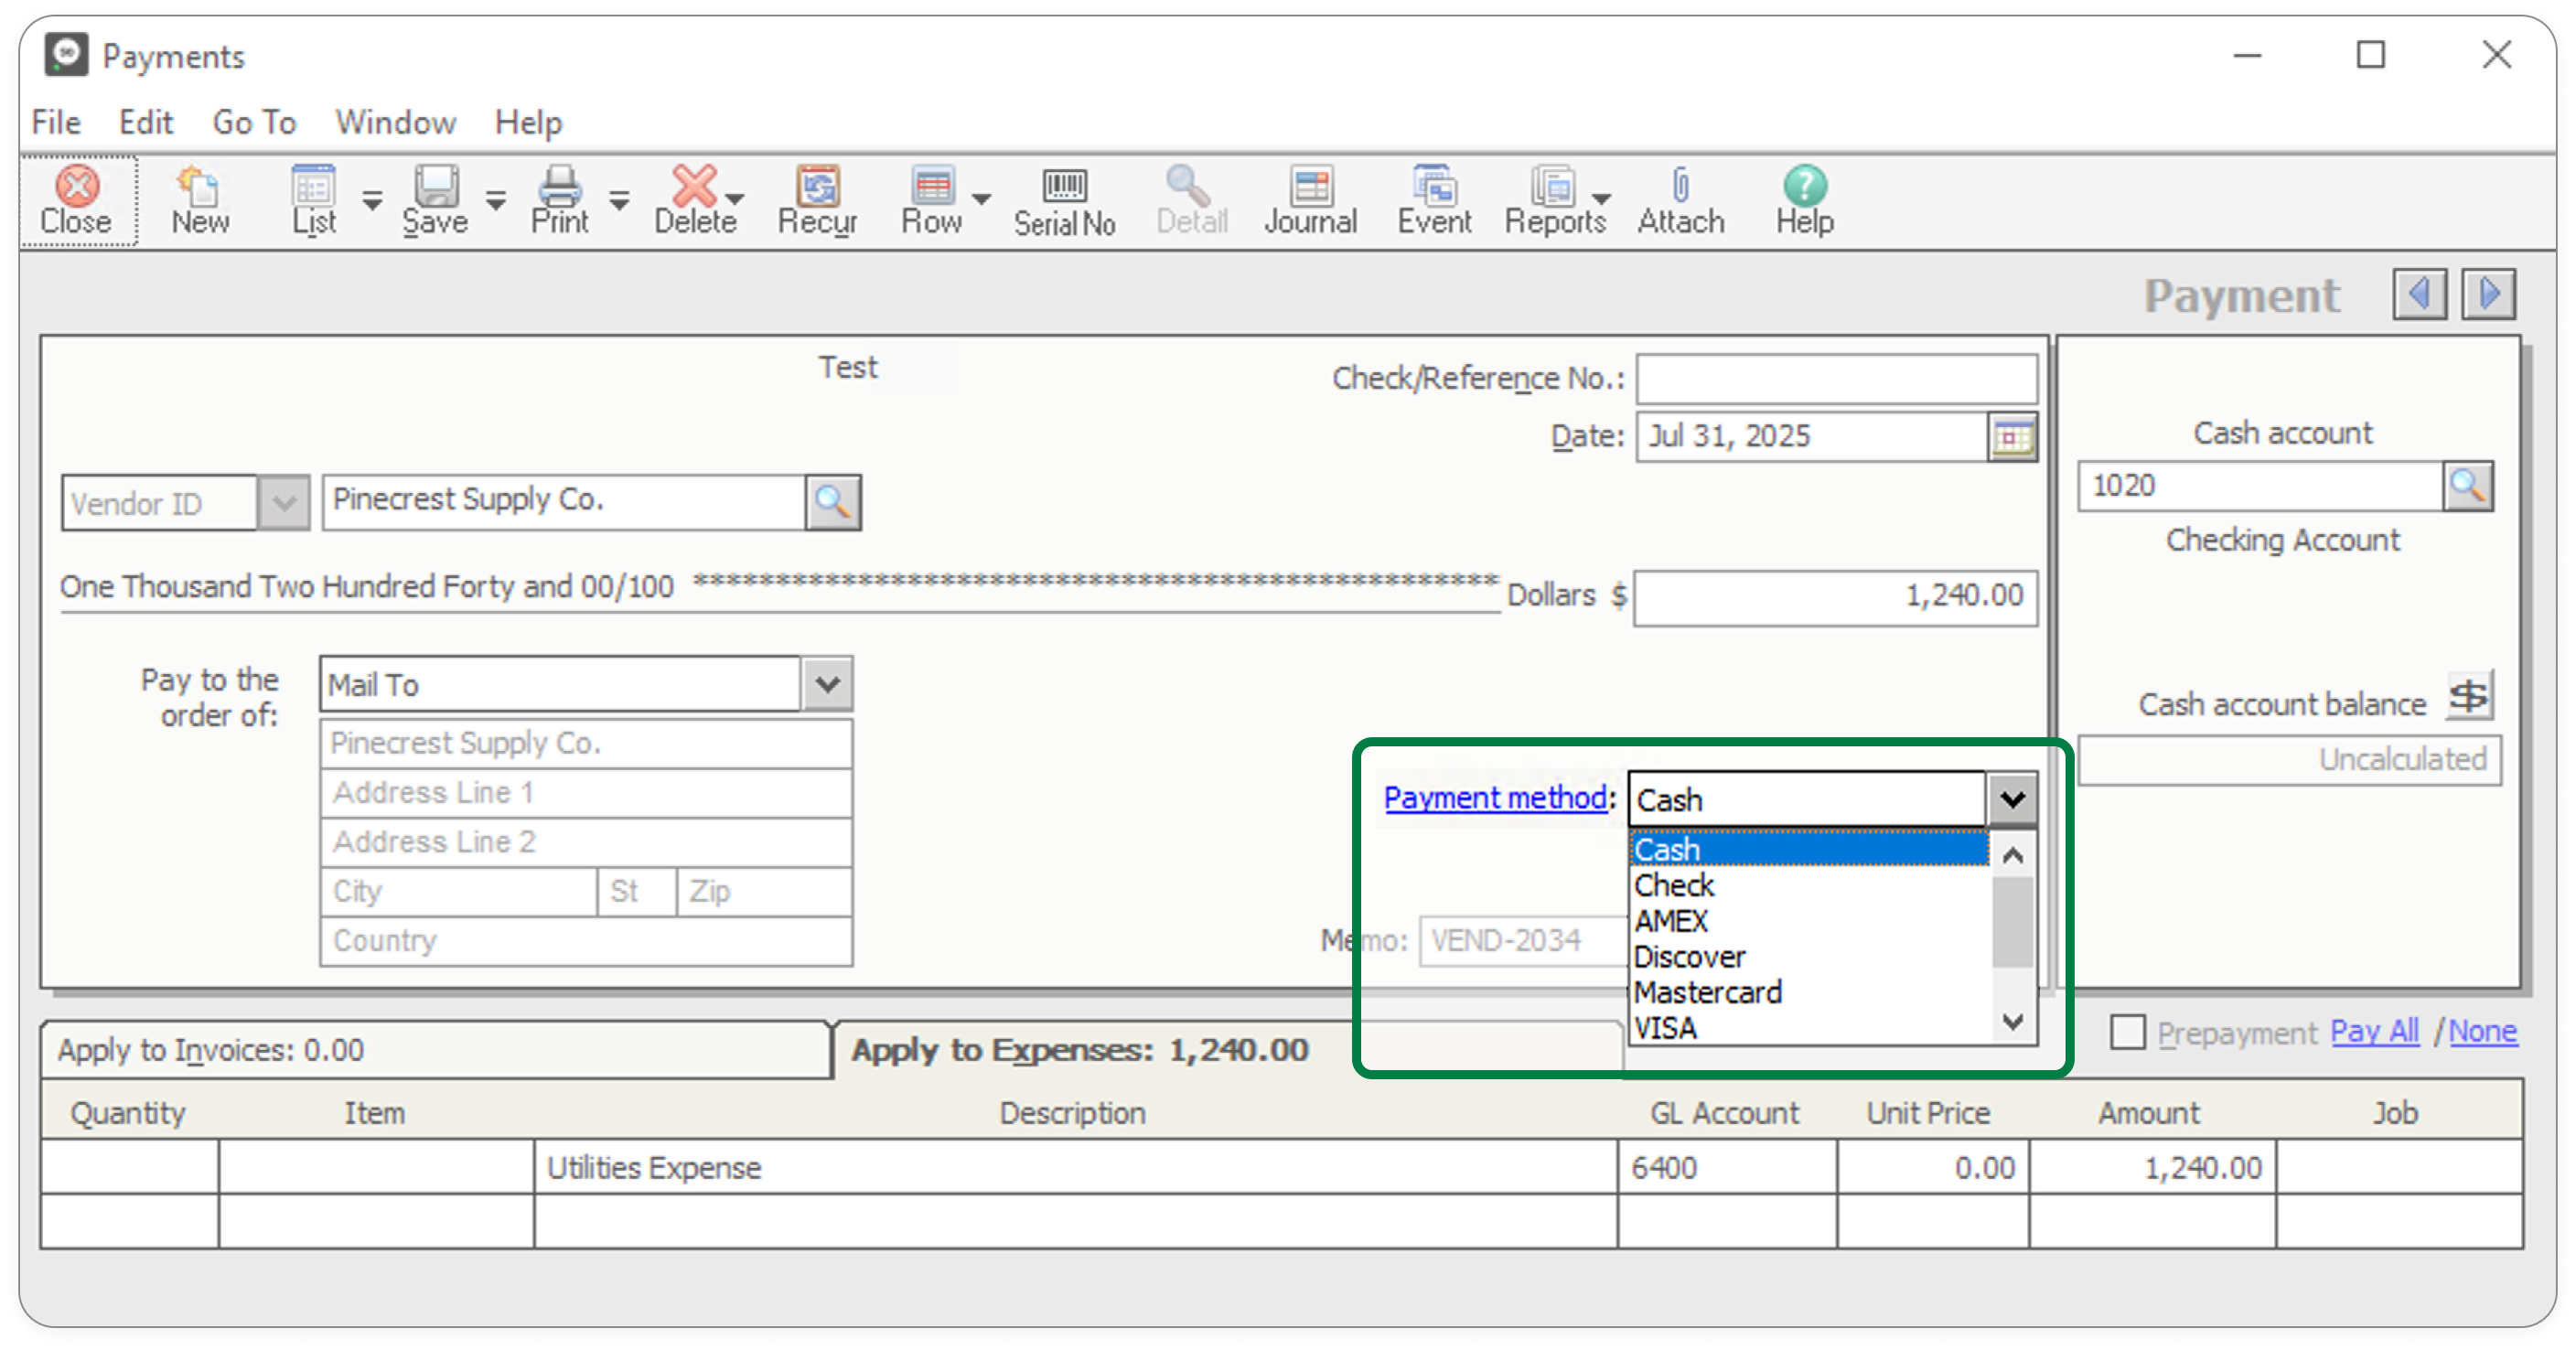 Payments
File Edit Go To Window Help
Close New List Save Print Delete Recur Row Serial No Detail Journal Event Reports Attach Help
Payment
Test
Check/Reference No.:
Date: Jul 31, 2025
Cash account
Vendor ID Pinecrest Supply Co.
1020
Checking Account
One Thousand Two Hundred Forty and 00/100 ************************************************** Dollars $ 1,240.00
Pay to the order of:
Mail To
Pinecrest Supply Co.
Address Line 1
Address Line 2
City St Zip
Country
Cash account balance $
Uncalculated
Payment method: Cash
Cash
Check
AMEX
Discover
Mastercard
VISA
Memo: VEND-2034
Apply to Invoices: 0.00 Apply to Expenses: 1,240.00 Prepayment Pay All / None
Quantity Item Description GL Account Unit Price Amount Job
Utilities Expense 6400 0.00 1,240.00